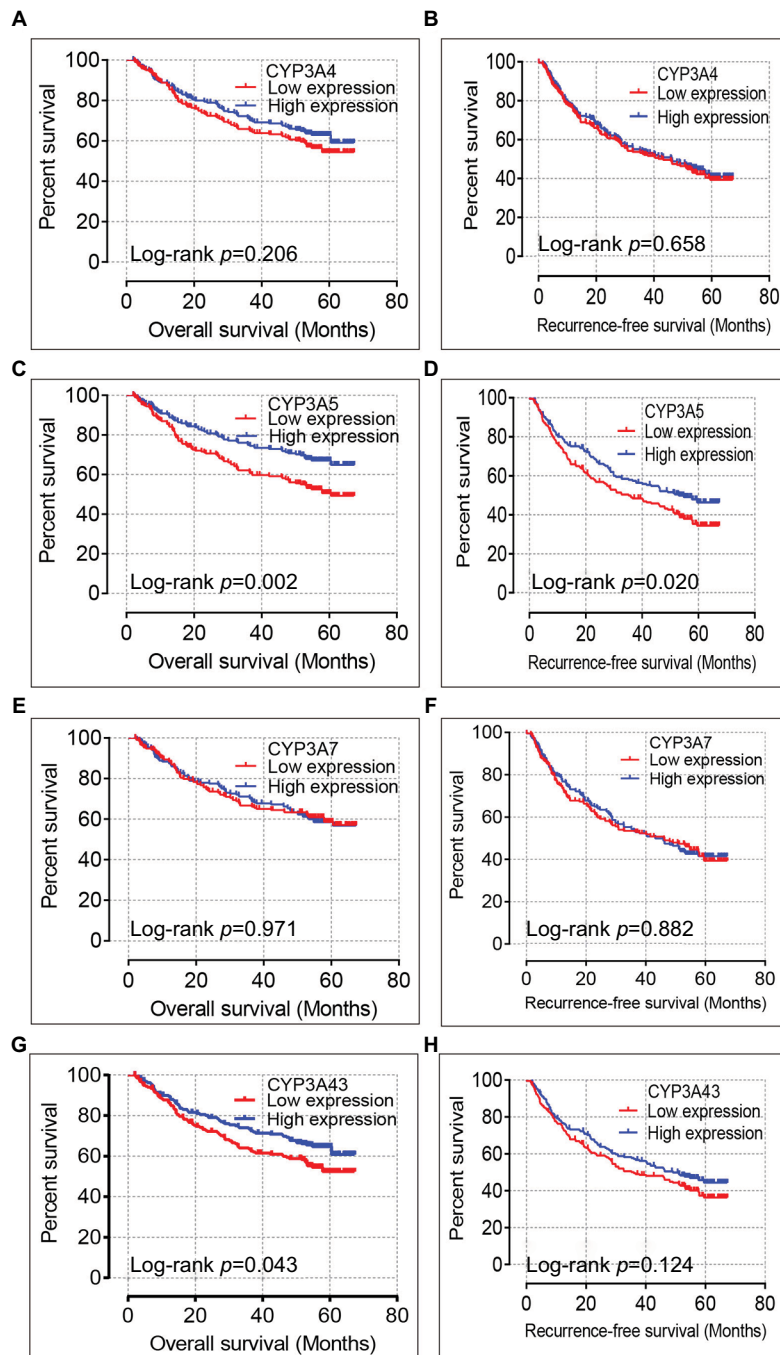 A
CYP3A4
Low expression
High expression
Percent survival
100
80
60
40
20
0
Log-rank p=0.206
0 20 40 60 80
Overall survival (Months)
B
CYP3A4
Low expression
High expression
Percent survival
100
80
60
40
20
0
Log-rank p=0.658
0 20 40 60 80
Recurrence-free survival (Months)
C
CYP3A5
Low expression
High expression
Percent survival
100
80
60
40
20
0
Log-rank p=0.002
0 20 40 60 80
Overall survival (Months)
D
CYP3A5
Low expression
High expression
Percent survival
100
80
60
40
20
0
Log-rank p=0.020
0 20 40 60 80
Recurrence-free survival (Months)
E
CYP3A7
Low expression
High expression
Percent survival
100
80
60
40
20
0
Log-rank p=0.971
0 20 40 60 80
Overall survival (Months)
F
CYP3A7
Low expression
High expression
Percent survival
100
80
60
40
20
0
Log-rank p=0.882
0 20 40 60 80
Recurrence-free survival (Months)
G
CYP3A43
Low expression
High expression
Percent survival
100
80
60
40
20
0
Log-rank p=0.043
0 20 40 60 80
Overall survival (Months)
H
CYP3A43
Low expression
High expression
Percent survival
100
80
60
40
20
0
Log-rank p=0.124
0 20 40 60 80
Recurrence-free survival (Months)